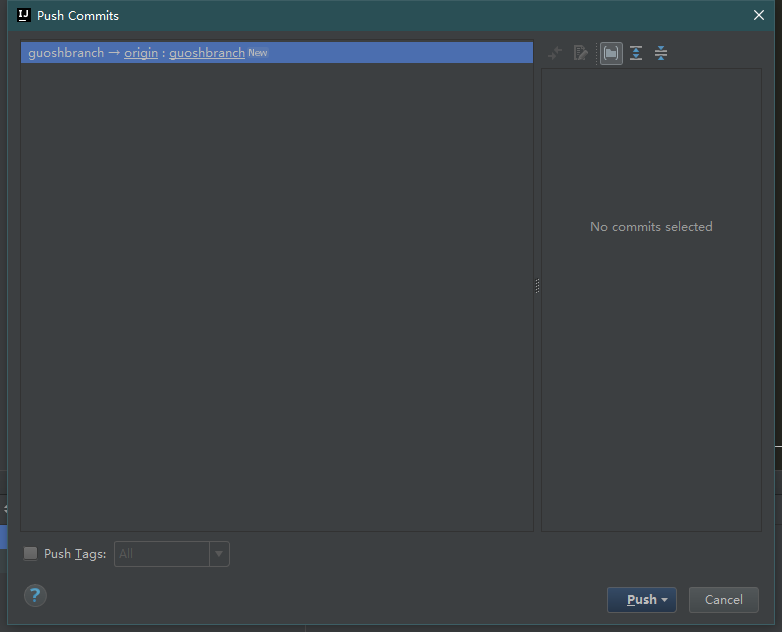 IJ Push Commits
guoshbranch → origin : guoshbranch New
No commits selected
Push Tags: All
?
Push Cancel